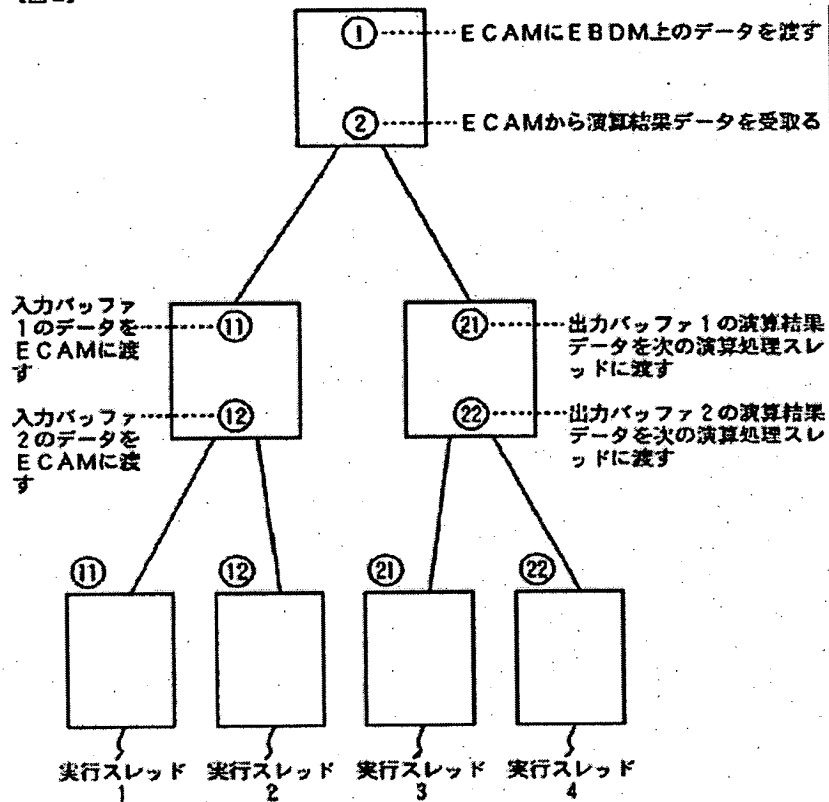 ① ECAMにEBDM上のデータを渡す
② ECAMから演算結果データを受取る
入力バッファ
1のデータを
ECAMに渡
す
⑪
入力バッファ
2のデータを
ECAMに渡
す
⑫
㉑ 出力バッファ1の演算結果
データを次の演算処理スレ
ッドに渡す
㉒ 出力バッファ2の演算結果
データを次の演算処理スレ
ッドに渡す
⑪ ⑫ ㉑ ㉒
実行スレッド 実行スレッド 実行スレッド 実行スレッド
1 2 3 4